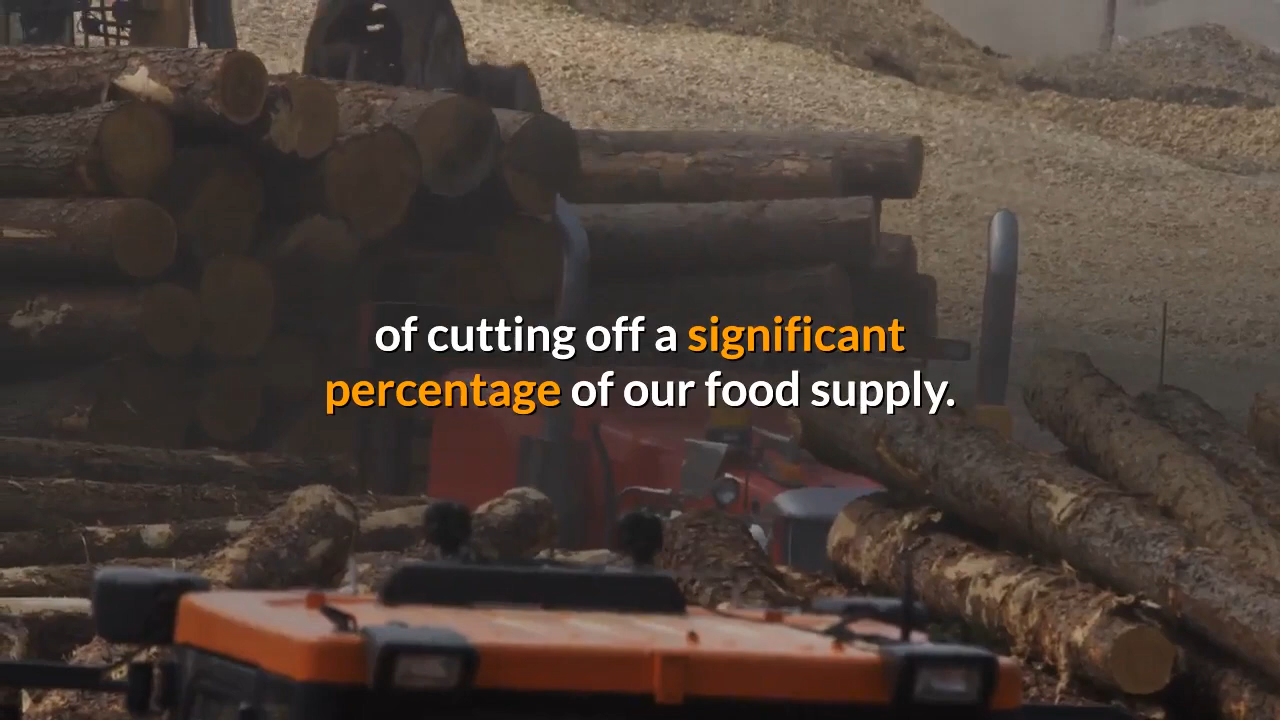 of cutting off a significant
percentage of our food supply.